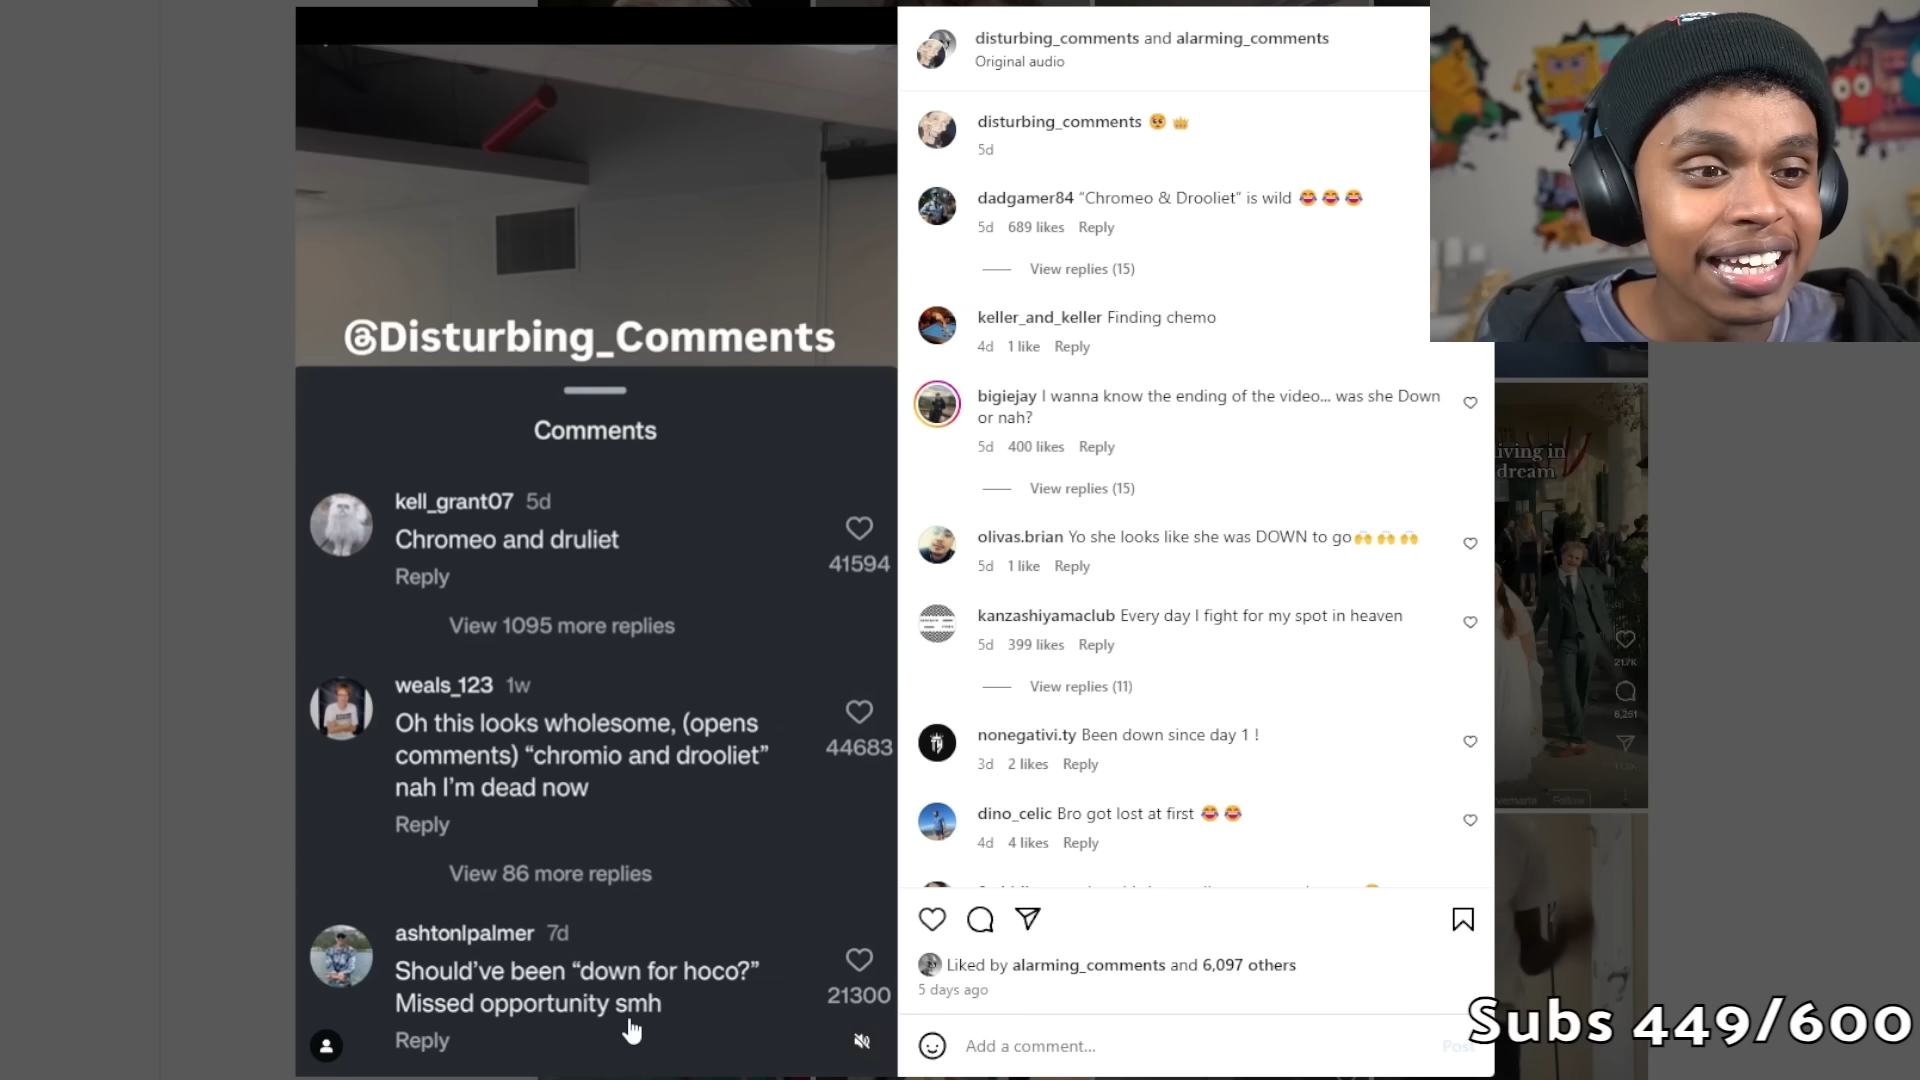 @Disturbing_Comments
Comments
kell_grant07 5d
Chromeo and druliet
Reply
41594
View 1095 more replies
weals_123 1w
Oh this looks wholesome, (opens
comments) “chromio and drooliet”
nah I’m dead now
44683
Reply
View 86 more replies
ashtonlpalmer 7d
Should’ve been “down for hoco?”
Missed opportunity smh
21300
Reply
disturbing_comments and alarming_comments
Original audio
disturbing_comments 🥺 👑
5d
dadgamer84 “Chromeo & Drooliet” is wild 😂 😂 😂
5d 689 likes Reply
View replies (15)
keller_and_keller Finding chemo
4d 1 like Reply
bigiejay I wanna know the ending of the video... was she Down
or nah?
5d 400 likes Reply
View replies (15)
olivas.brian Yo she looks like she was DOWN to go🙌 🙌 🙌
5d 1 like Reply
kanzashiyamaclub Every day I fight for my spot in heaven
5d 399 likes Reply
View replies (11)
nonegativi.ty Been down since day 1 !
3d 2 likes Reply
dino_celic Bro got lost at first 😂 😂
4d 4 likes Reply
Liked by alarming_comments and 6,097 others
5 days ago
Add a comment...
Post
living in
dream
217K
6,251
Follow
Subs 449/600